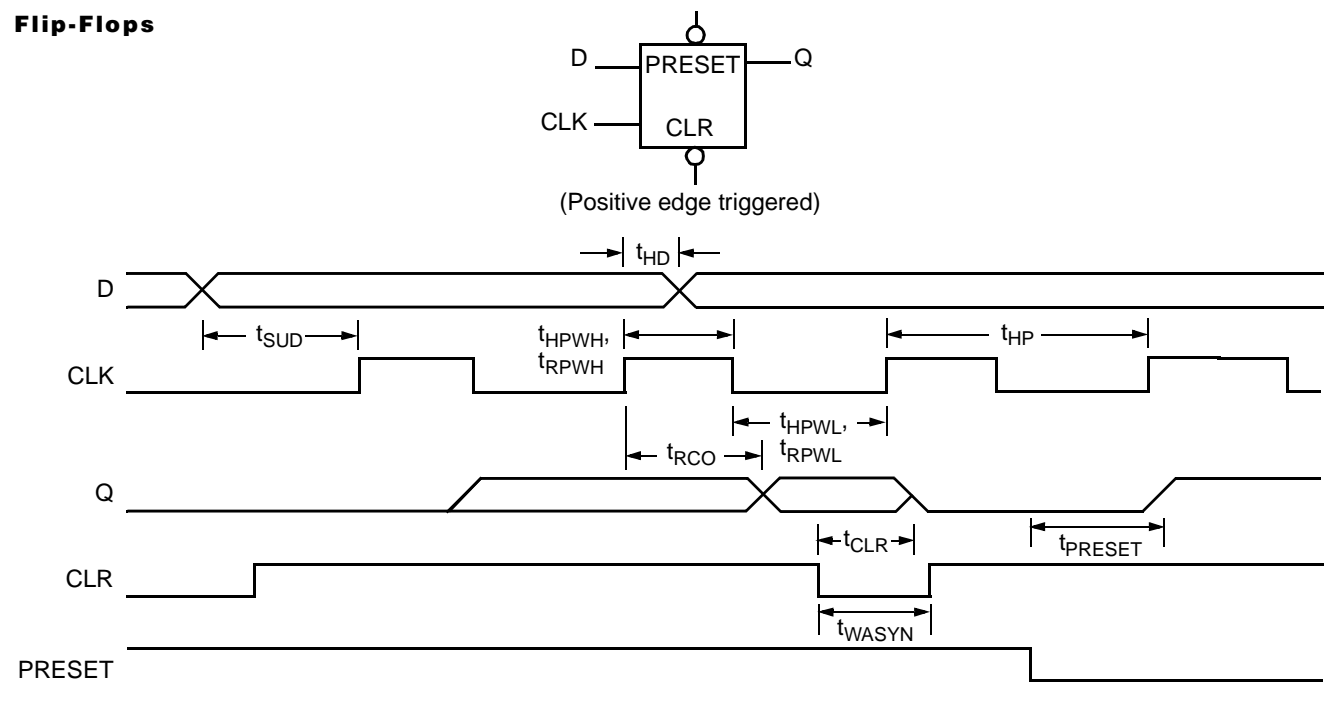 Flip-Flops
D
PRESET
Q
CLK
CLR
(Positive edge triggered)
tHD
D
tSUD
tHPWH,
tRPWH
tHP
CLK
tHPWL,
tRPWL
tRCO
Q
tCLR
tPRESET
CLR
tWASYN
PRESET